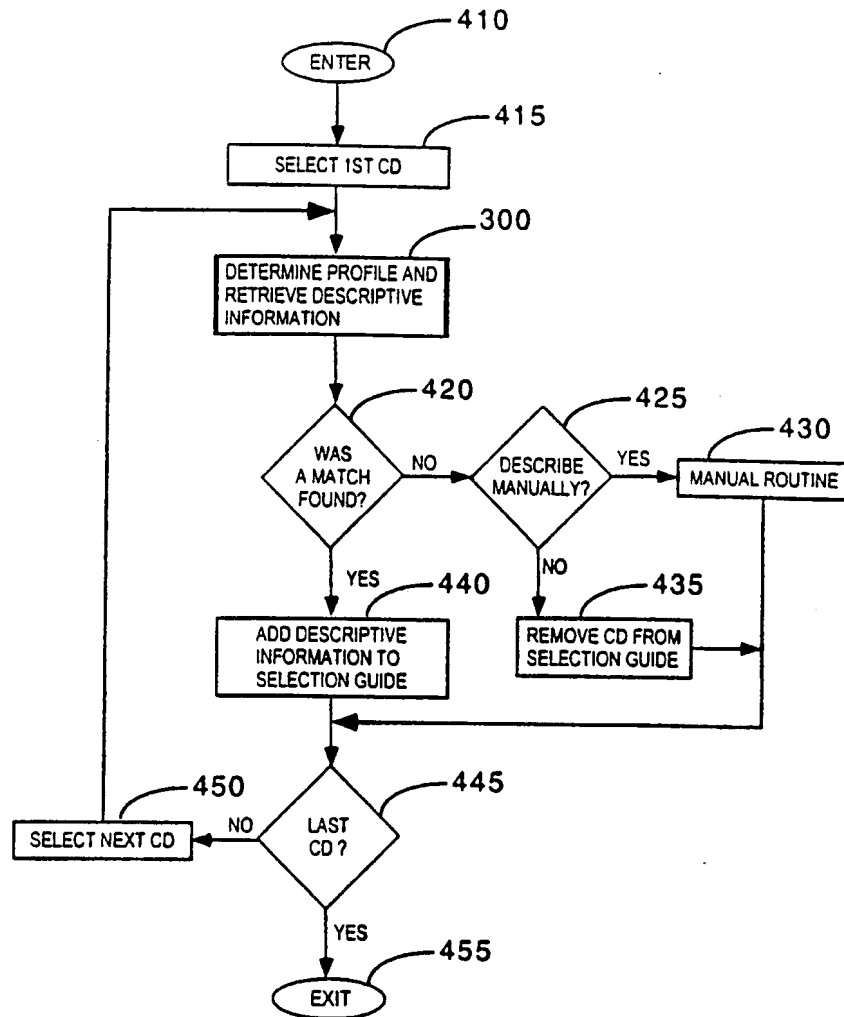 410
ENTER
415
SELECT 1ST CD
300
DETERMINE PROFILE AND
RETRIEVE DESCRIPTIVE
INFORMATION
420
WAS
A MATCH
FOUND?
NO
425
DESCRIBE
MANUALLY?
YES
430
MANUAL ROUTINE
NO
435
REMOVE CD FROM
SELECTION GUIDE
YES
440
ADD DESCRIPTIVE
INFORMATION TO
SELECTION GUIDE
445
LAST
CD ?
NO
450
SELECT NEXT CD
YES
455
EXIT